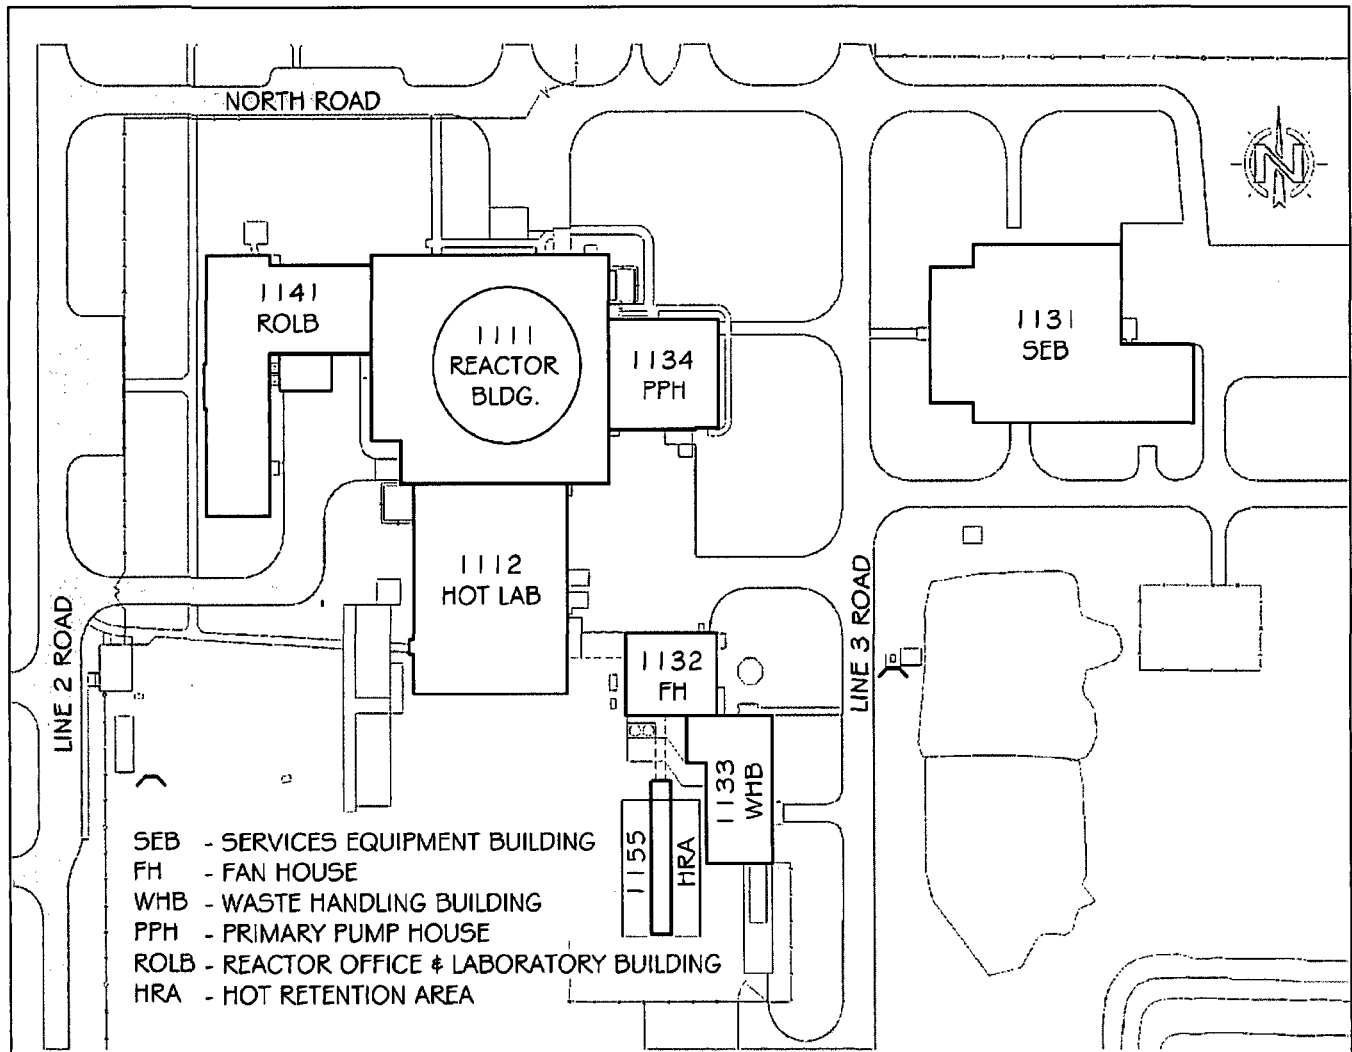 NORTH ROAD
N
1141
ROLB
1111
REACTOR
BLDG.
1134
PPH
1131
SEB
1112
HOT LAB
LINE 2 ROAD
LINE 3 ROAD
1132
FH
1133
WHB
1155
HRA
SEB - SERVICES EQUIPMENT BUILDING
FH - FAN HOUSE
WHB - WASTE HANDLING BUILDING
PPH - PRIMARY PUMP HOUSE
ROLB - REACTOR OFFICE & LABORATORY BUILDING
HRA - HOT RETENTION AREA